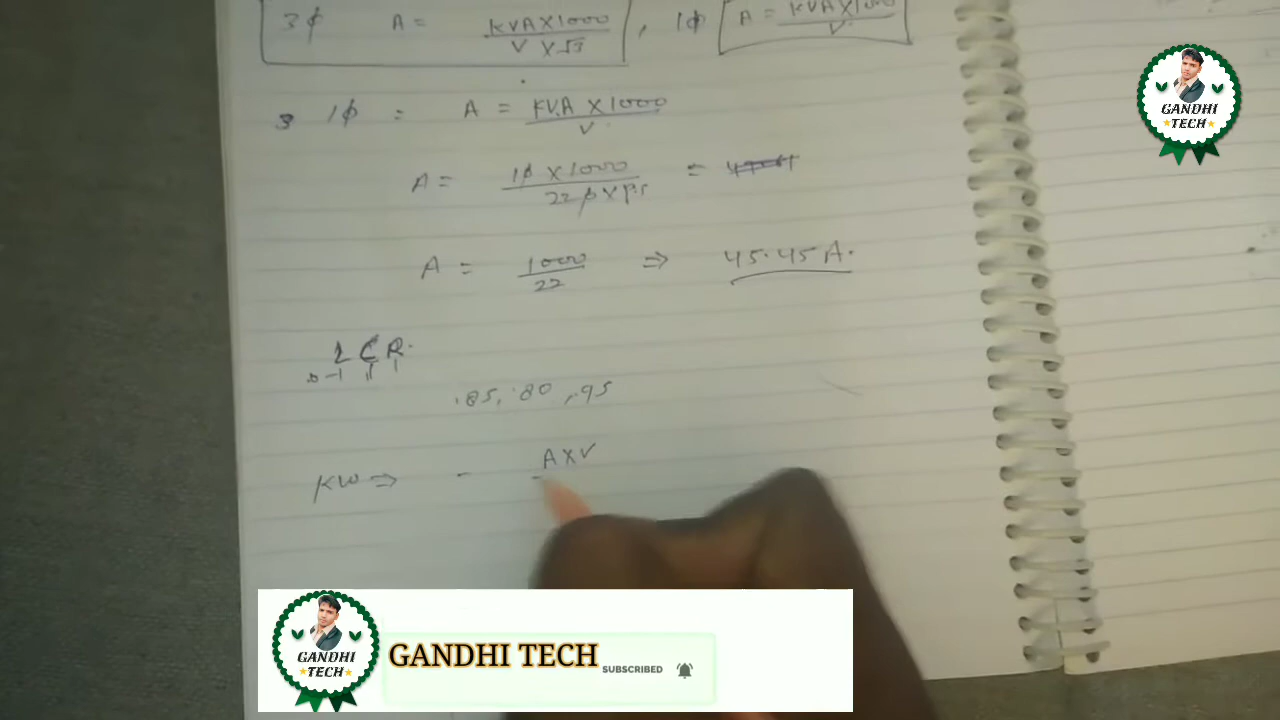 3ϕ A = KVA X 1000 / V X √3 , 1ϕ A = KVA X 1000 / V
3 1ϕ = A = KVA X 1000 / V
A = 10 X 1000 / 220 X =
A = 1000 / 22 ⇒ 45.45 A.
L C R.
.85, .80, .95
KW ⇒ - A X V
GANDHI
TECH
GANDHI
TECH
GANDHI TECH
SUBSCRIBED